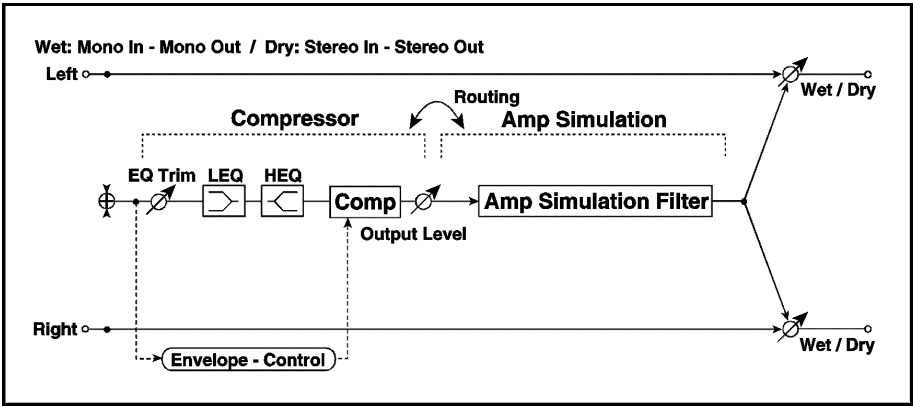 Wet: Mono In - Mono Out / Dry: Stereo In - Stereo Out
Left
Wet / Dry
Routing
Compressor
Amp Simulation
EQ Trim
LEQ
HEQ
Comp
Amp Simulation Filter
Output Level
Right
Wet / Dry
Envelope - Control